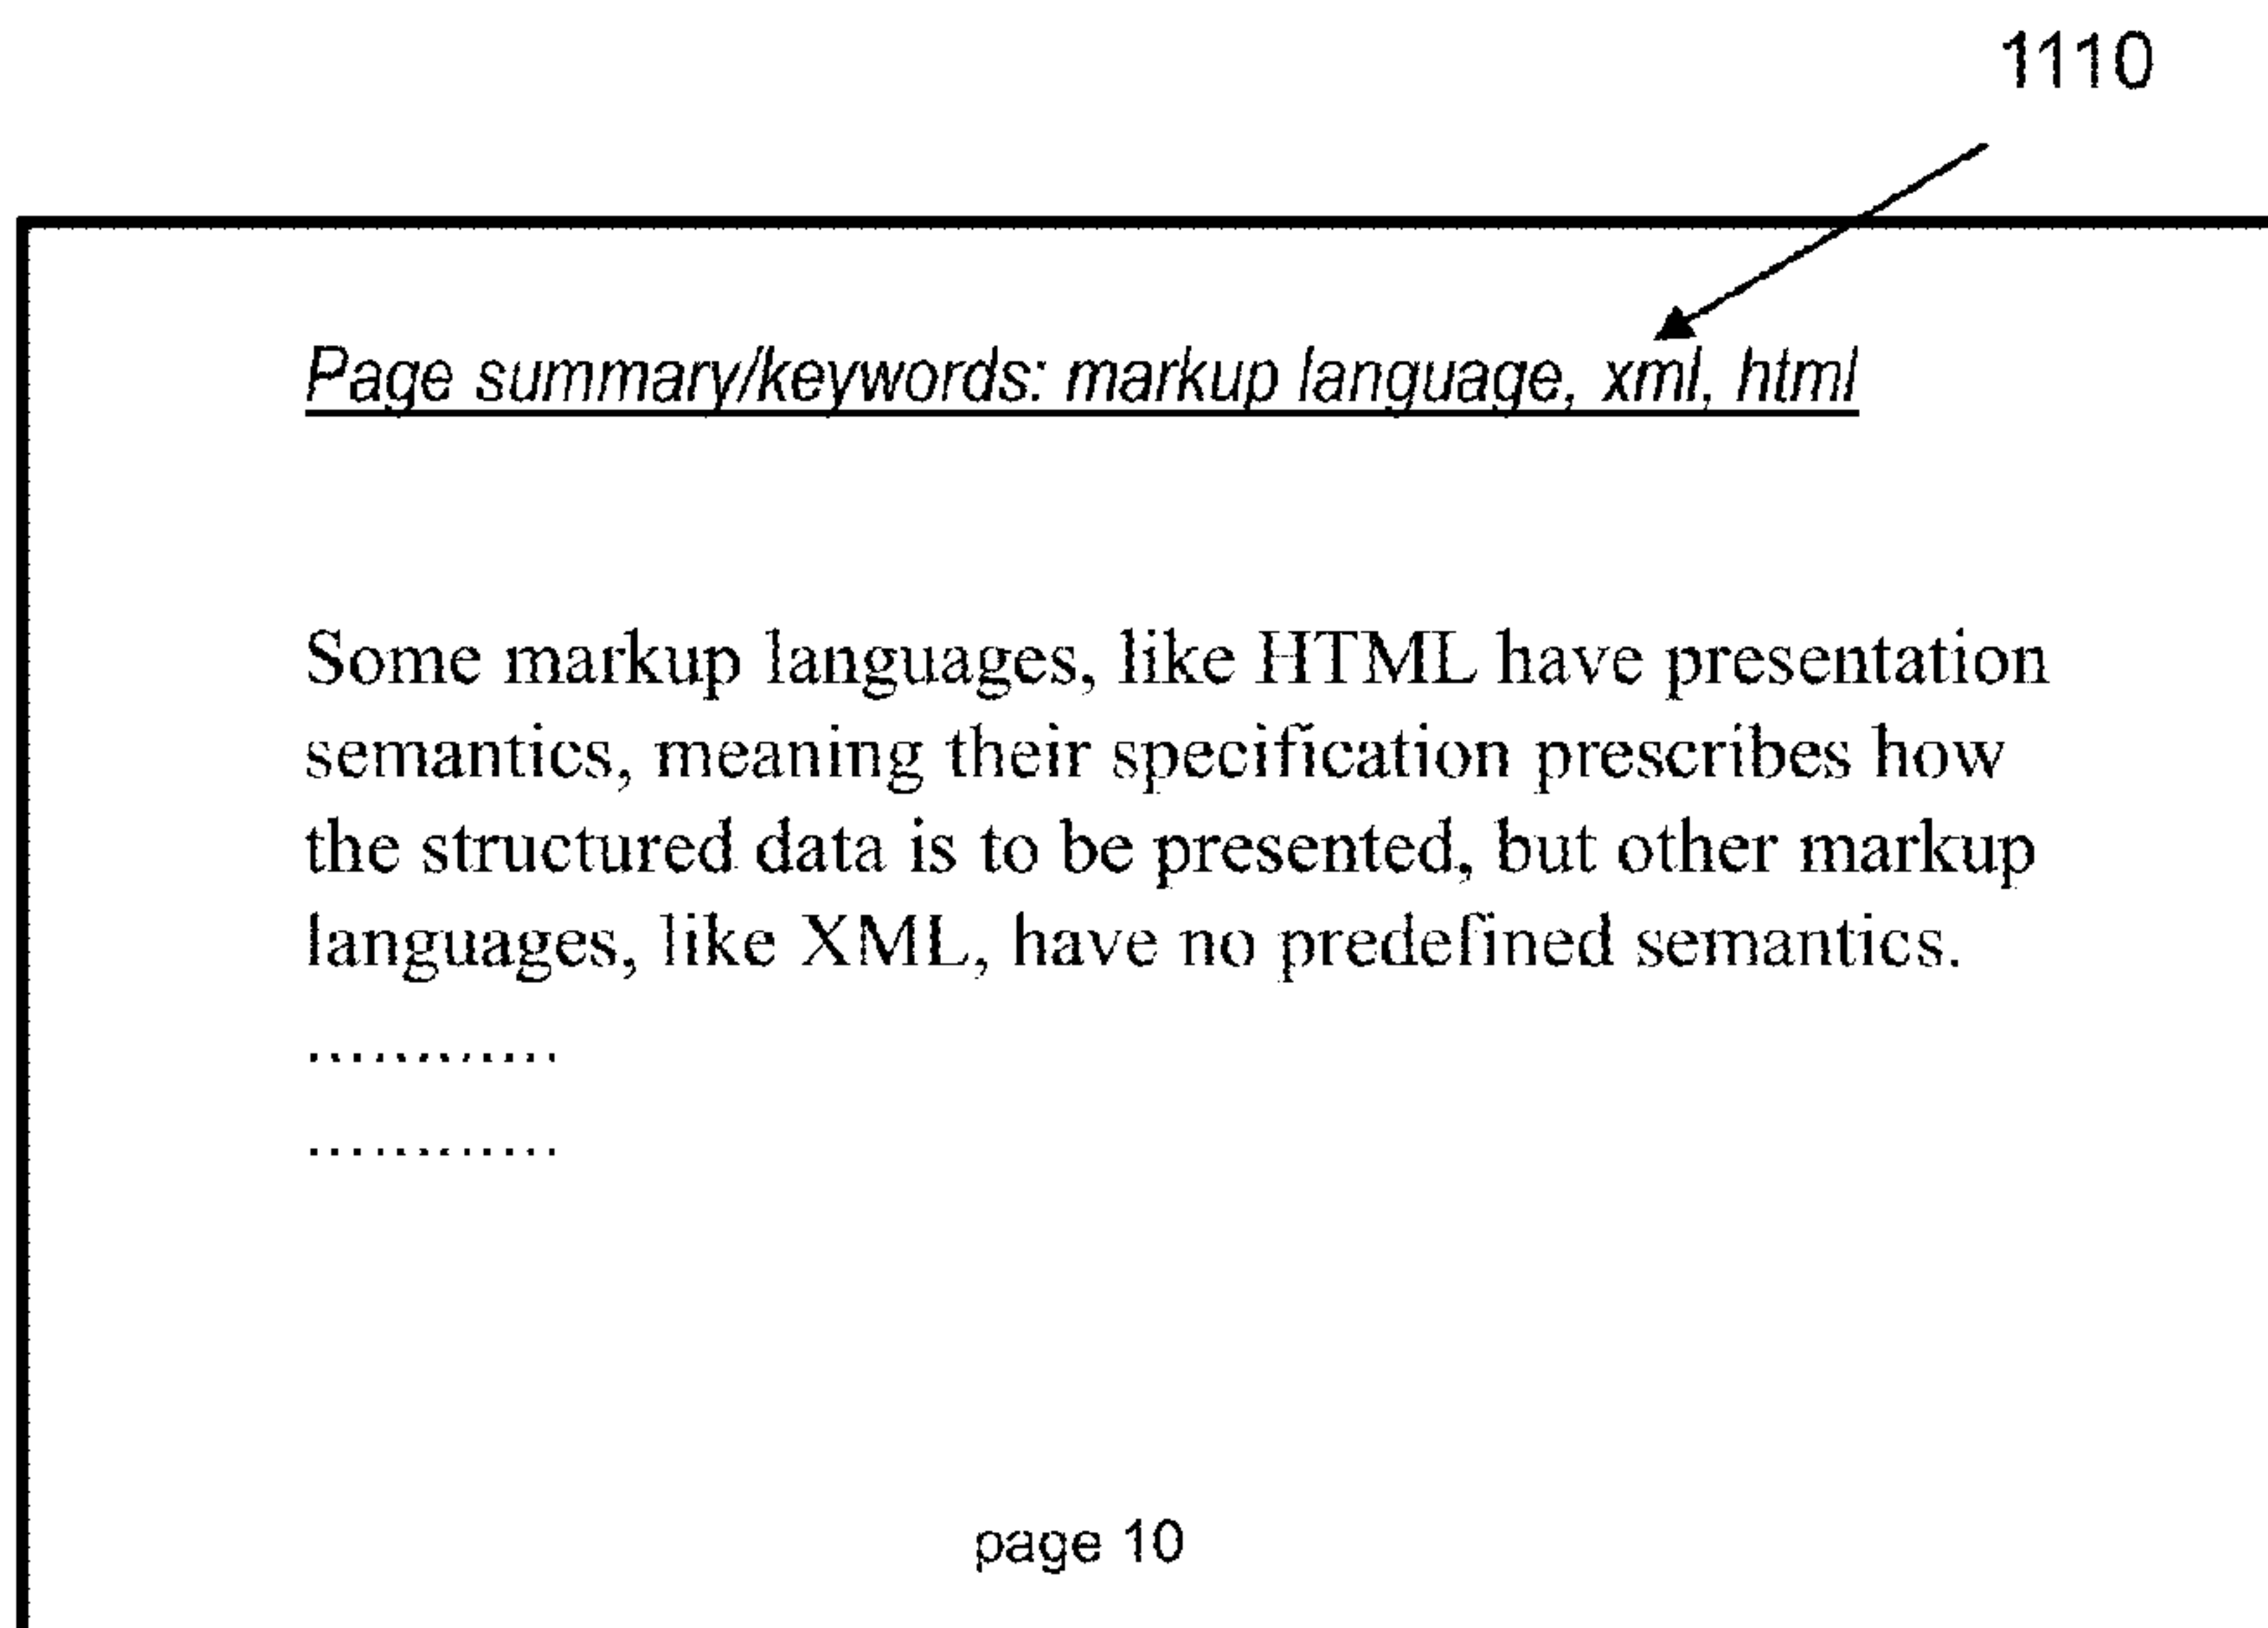 1110
Page summary/keywords: markup language, xml, html
Some markup languages, like HTML have presentation
semantics, meaning their specification prescribes how
the structured data is to be presented, but other markup
languages, like XML, have no predefined semantics.
............
............
page 10